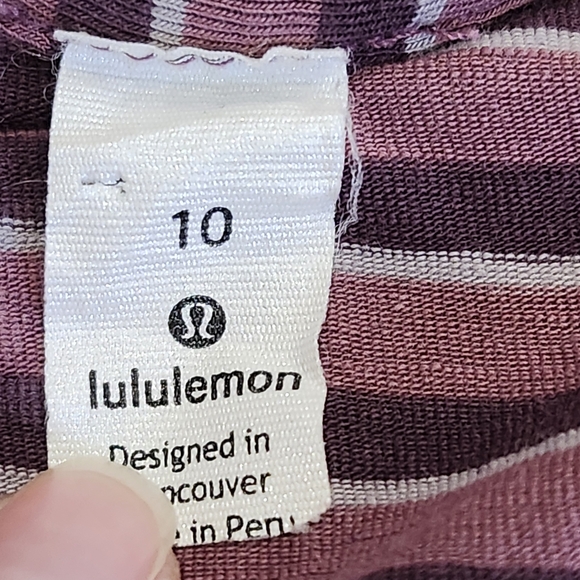 10
lululemon
Designed in
ncouver
e in Peru